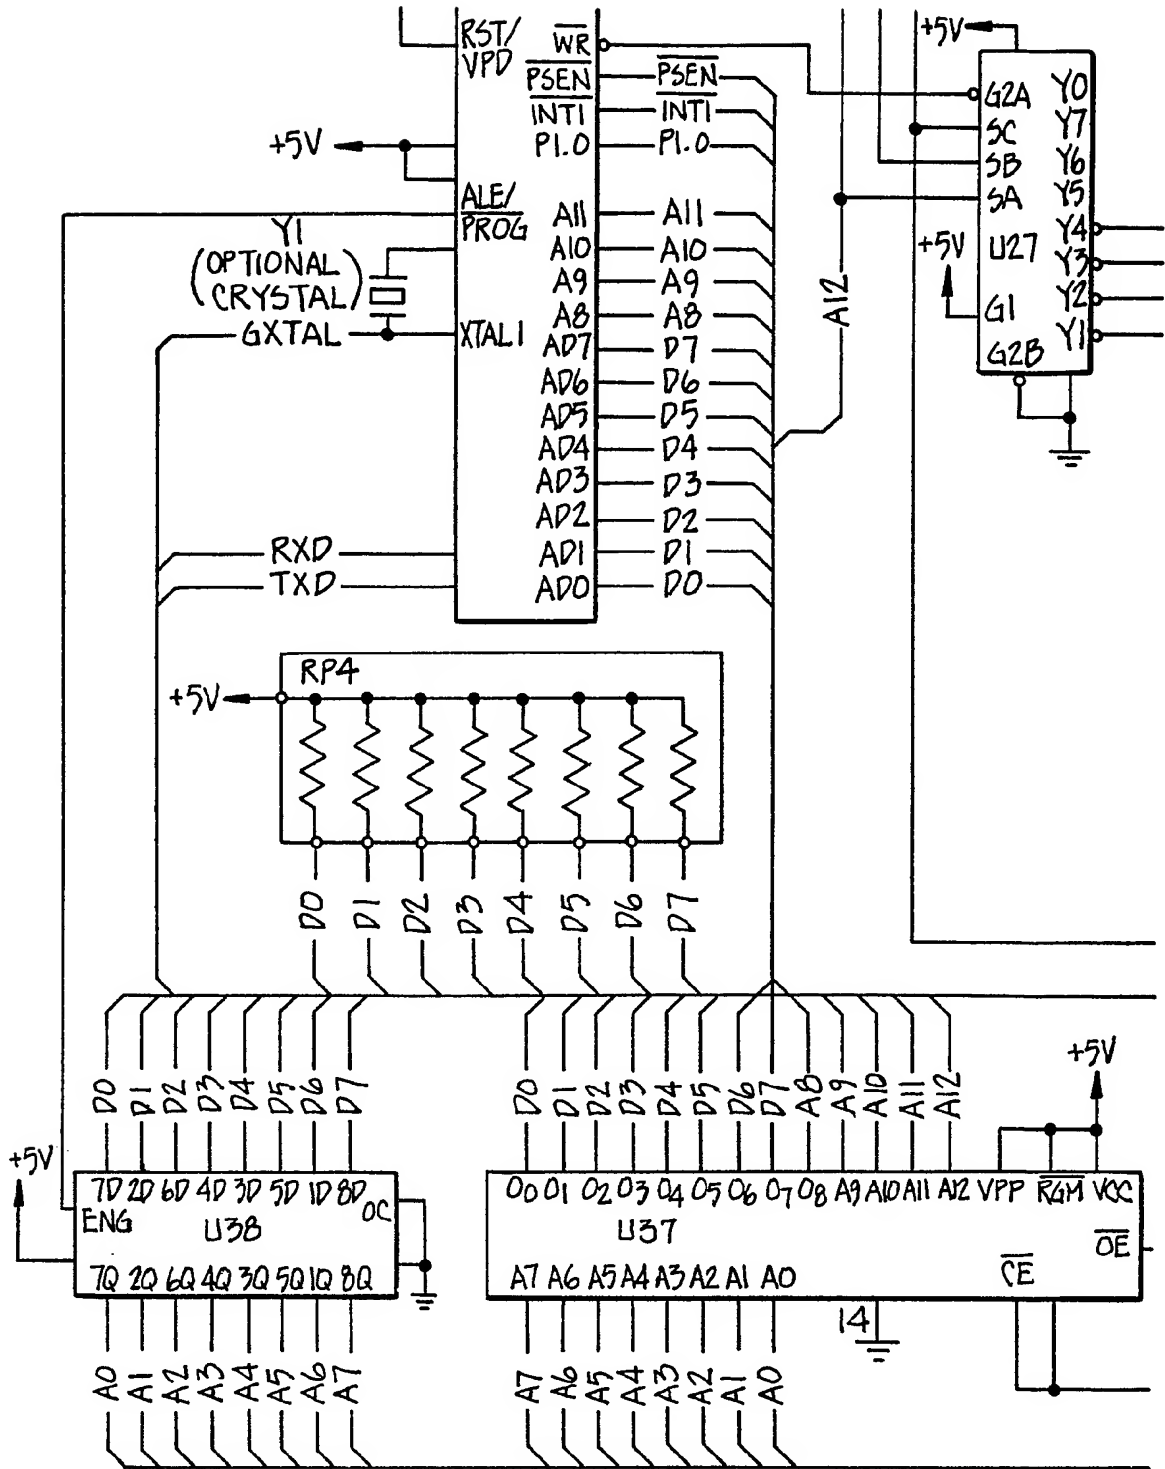 RST/
VPD
WR
PSEN
PSEN
INT1
INT1
+5V
P1.0
P1.0
ALE/
PROG
A11
A11
Y1
(OPTIONAL
CRYSTAL)
A10
A10
A9
A9
A8
A8
GXTAL
XTAL1
AD7
D7
AD6
D6
AD5
D5
AD4
D4
AD3
D3
AD2
D2
RXD
AD1
D1
TXD
AD0
D0
A12
+5V
G2A
Y0
SC
Y7
SB
Y6
SA
Y5
Y4
+5V
U27
Y3
Y2
G1
Y1
G2B
RP4
+5V
D0 D1 D2 D3 D4 D5 D6 D7
+5V
D0 D1 D2 D3 D4 D5 D6 D7
D0 D1 D2 D3 D4 D5 D6 D7 A8 A9 A10 A11 A12
+5V
7D 2D 6D 4D 3D 5D 1D 8D
ENG
OC
U38
7Q 2Q 6Q 4Q 3Q 5Q 1Q 8Q
O0 O1 O2 O3 O4 O5 O6 O7 O8 A9 A10 A11 A12 VPP RGM VCC
U37
OE
CE
A7 A6 A5 A4 A3 A2 A1 A0
14
A0 A1 A2 A3 A4 A5 A6 A7
A7 A6 A5 A4 A3 A2 A1 A0